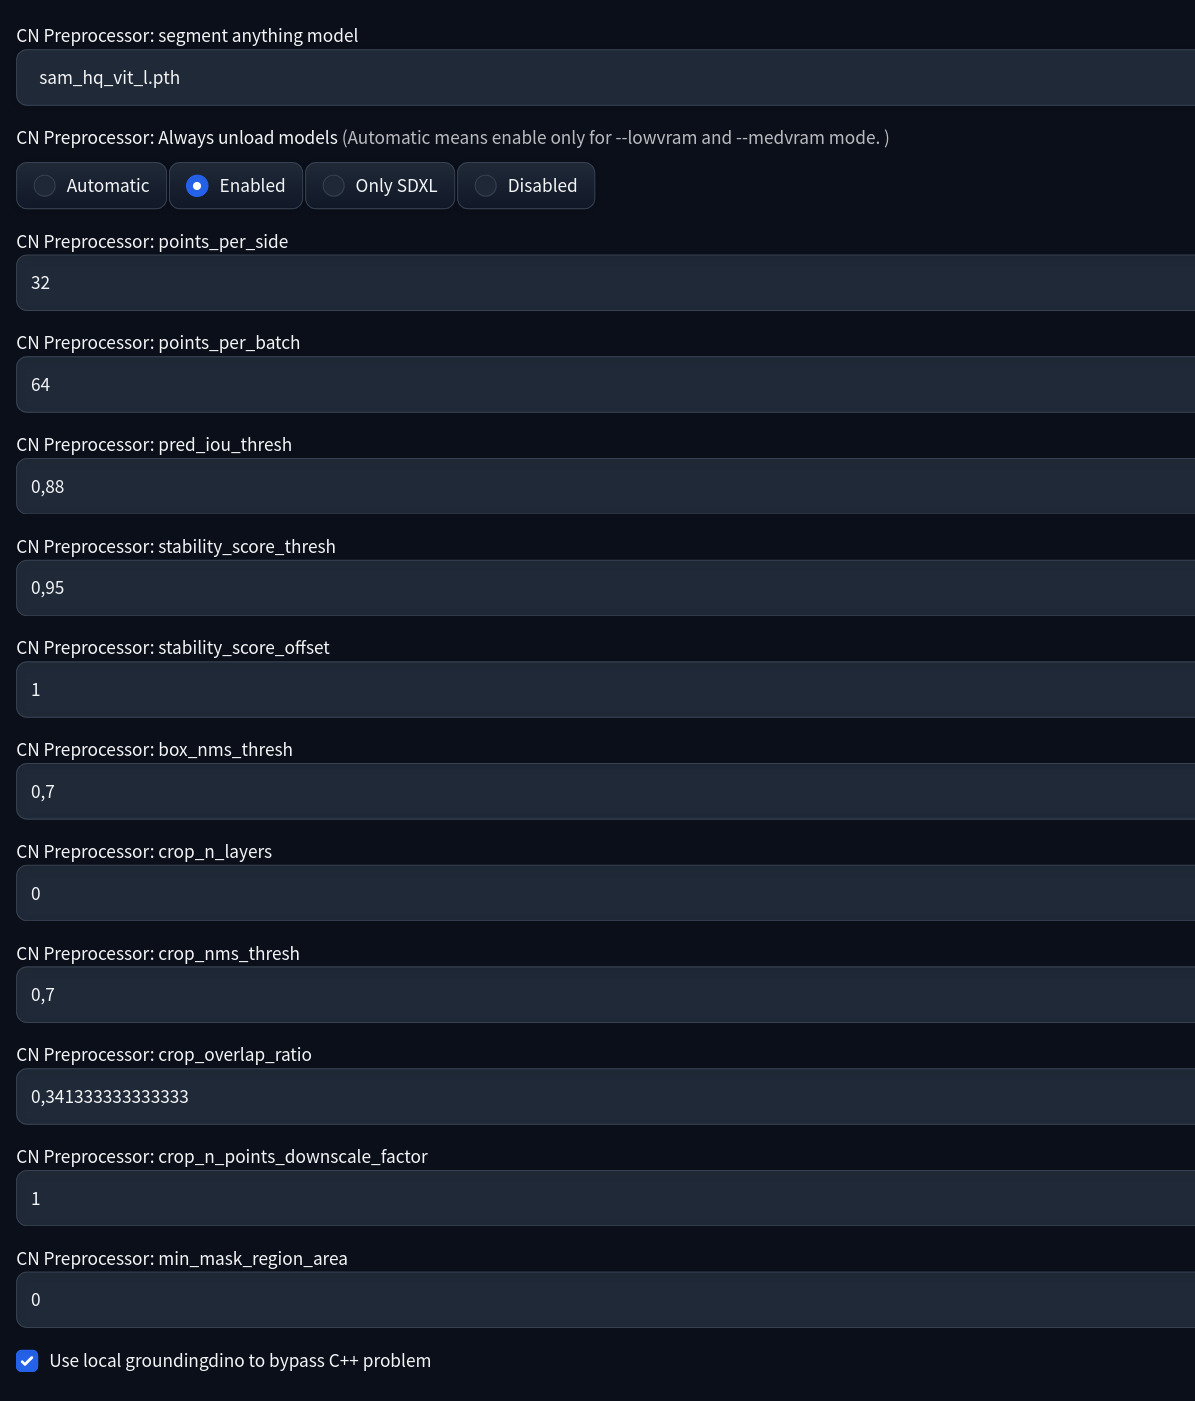 CN Preprocessor: segment anything model
sam_hq_vit_l.pth
CN Preprocessor: Always unload models (Automatic means enable only for --lowvram and --medvram mode. )
Automatic Enabled Only SDXL Disabled
CN Preprocessor: points_per_side
32
CN Preprocessor: points_per_batch
64
CN Preprocessor: pred_iou_thresh
0,88
CN Preprocessor: stability_score_thresh
0,95
CN Preprocessor: stability_score_offset
1
CN Preprocessor: box_nms_thresh
0,7
CN Preprocessor: crop_n_layers
0
CN Preprocessor: crop_nms_thresh
0,7
CN Preprocessor: crop_overlap_ratio
0,341333333333333
CN Preprocessor: crop_n_points_downscale_factor
1
CN Preprocessor: min_mask_region_area
0
Use local groundingdino to bypass C++ problem